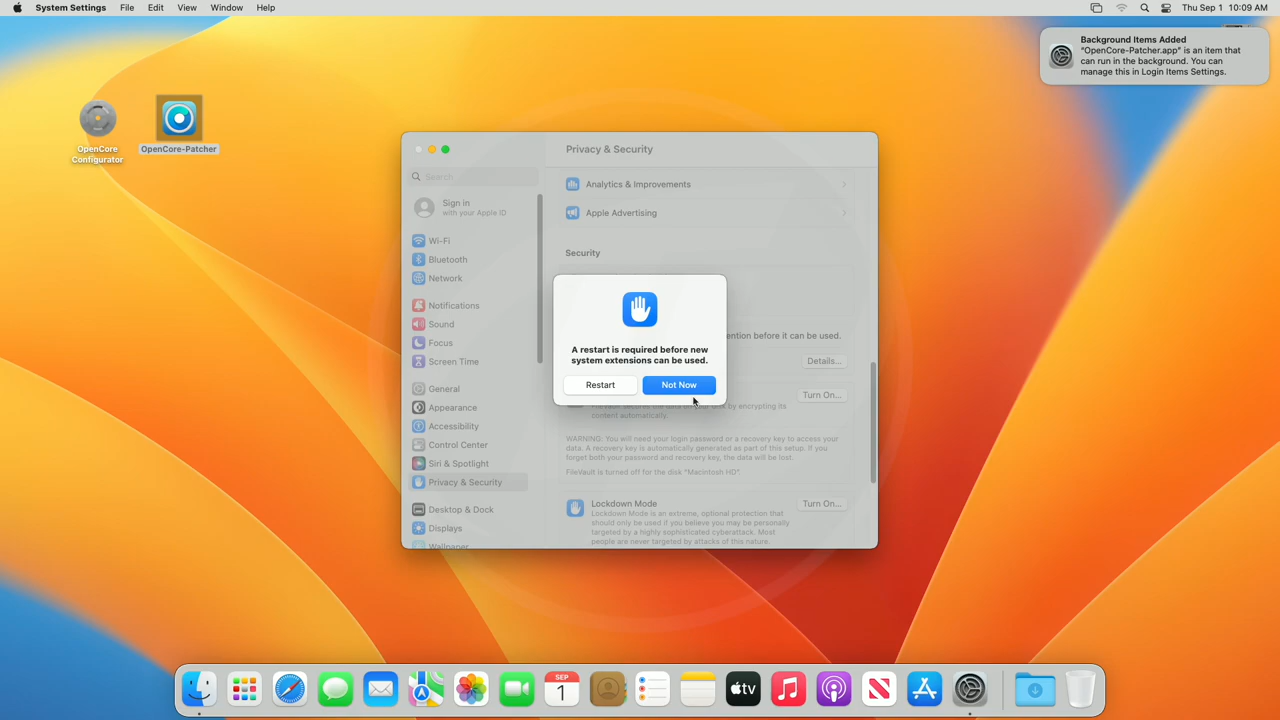 System Settings File Edit View Window Help
Thu Sep 1 10:09 AM
Background Items Added
“OpenCore-Patcher.app” is an item that
can run in the background. You can
manage this in Login Items Settings.
OpenCore
Configurator
OpenCore-Patcher
Search
Sign in
with your Apple ID
Wi-Fi
Bluetooth
Network
Notifications
Sound
Focus
Screen Time
General
Appearance
Accessibility
Control Center
Siri & Spotlight
Privacy & Security
Desktop & Dock
Displays
Wallpaper
Privacy & Security
Analytics & Improvements
Apple Advertising
Security
before it can be used.
Details...
A restart is required before new
system extensions can be used.
Restart
Not Now
Turn On...
by encrypting its
content automatically.
WARNING: You will need your login password or a recovery key to access your
data. A recovery key is automatically generated as part of this setup. If you
forget both your password and recovery key, the data will be lost.
FileVault is turned off for the disk "Macintosh HD".
Lockdown Mode
Turn On...
Lockdown Mode is an extreme, optional protection that
should only be used if you believe you may be personally
targeted by a highly sophisticated cyberattack. Most
people are never targeted by attacks of this nature.
SEP
1
tv